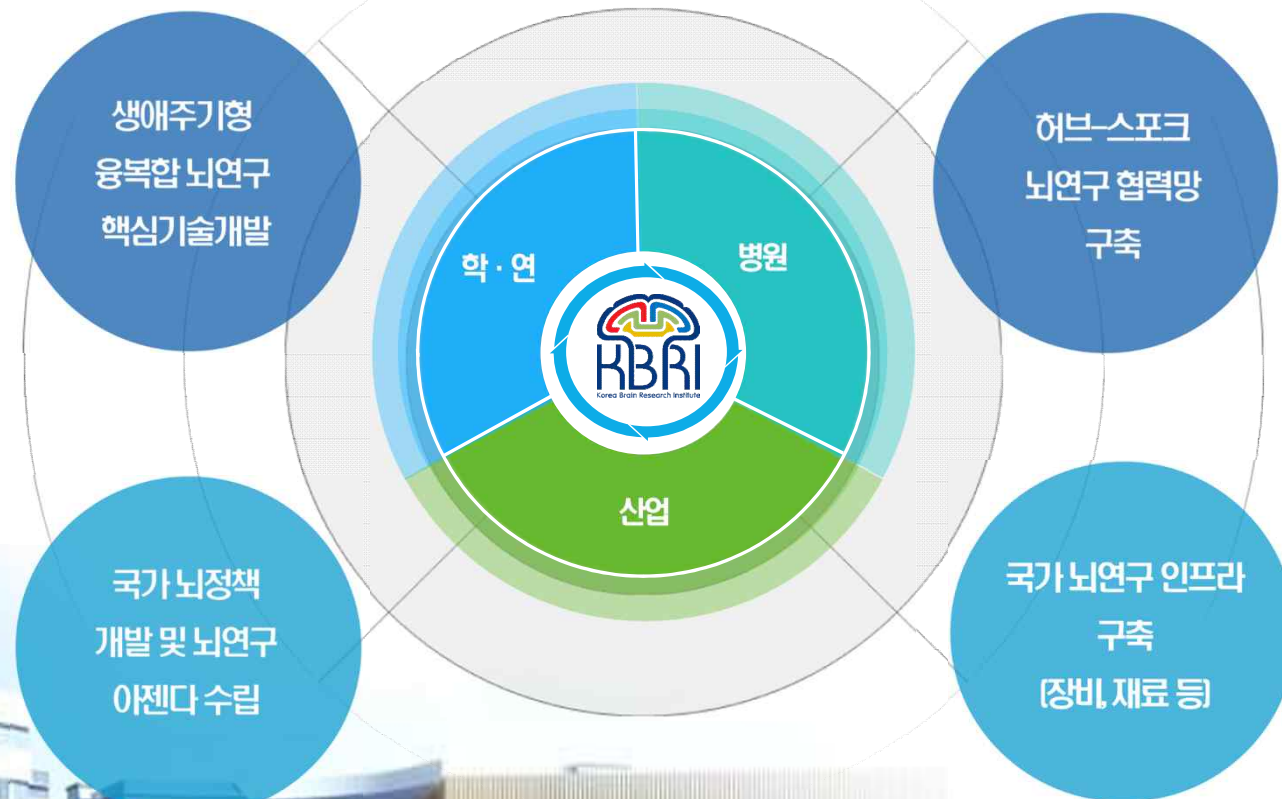 생애주기형
융복합 뇌연구
핵심기술개발
허브-스포크
뇌연구 협력망
구축
학·연
병원
KBRI
Korea Brain Research Institute
산업
국가 뇌정책
개발 및 뇌연구
아젠다 수립
국가 뇌연구 인프라
구축
(장비, 재료 등)